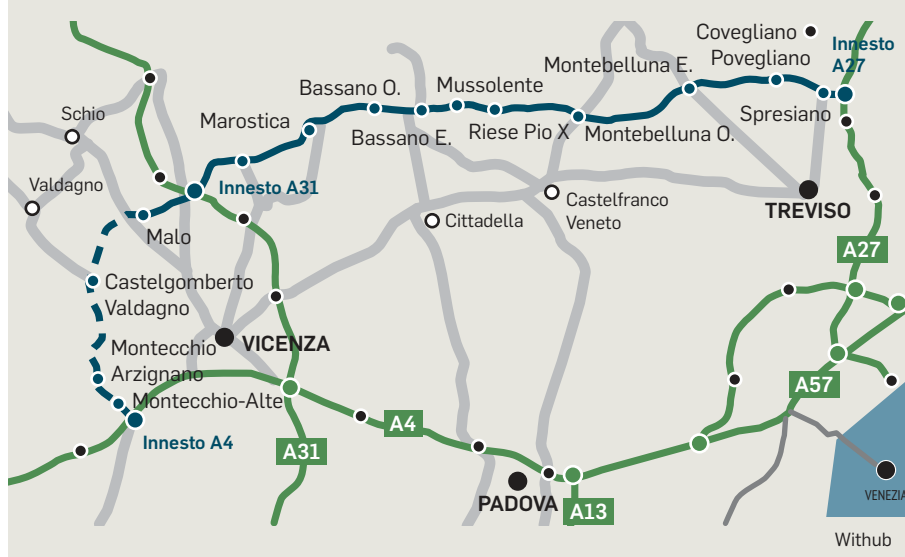 Covegliano
Povegliano
Innesto
A27
Montebelluna E.
Mussolente
Bassano O.
Schio
Marostica
Bassano E.
Riese Pio X
Montebelluna O.
Spresiano
Valdagno
Innesto A31
Castelfranco
Veneto
TREVISO
Malo
Cittadella
A27
Castelgomberto
Valdagno
VICENZA
Montecchio
Arzignano
Montecchio-Alte
A57
A4
Innesto A4
A31
PADOVA
A13
VENEZIA
Withub